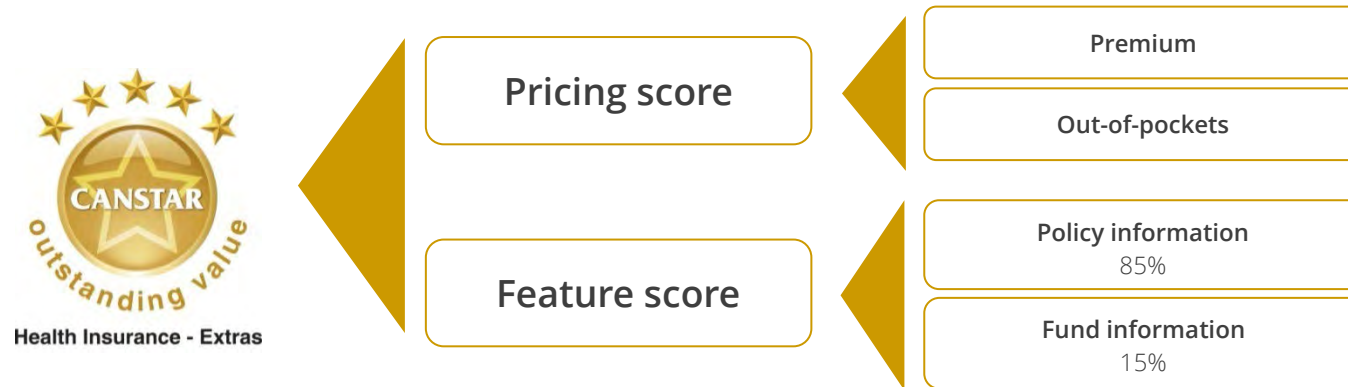 CANSTAR
outstanding value
Health Insurance - Extras
Pricing score
Feature score
Premium
Out-of-pockets
Policy information
85%
Fund information
15%